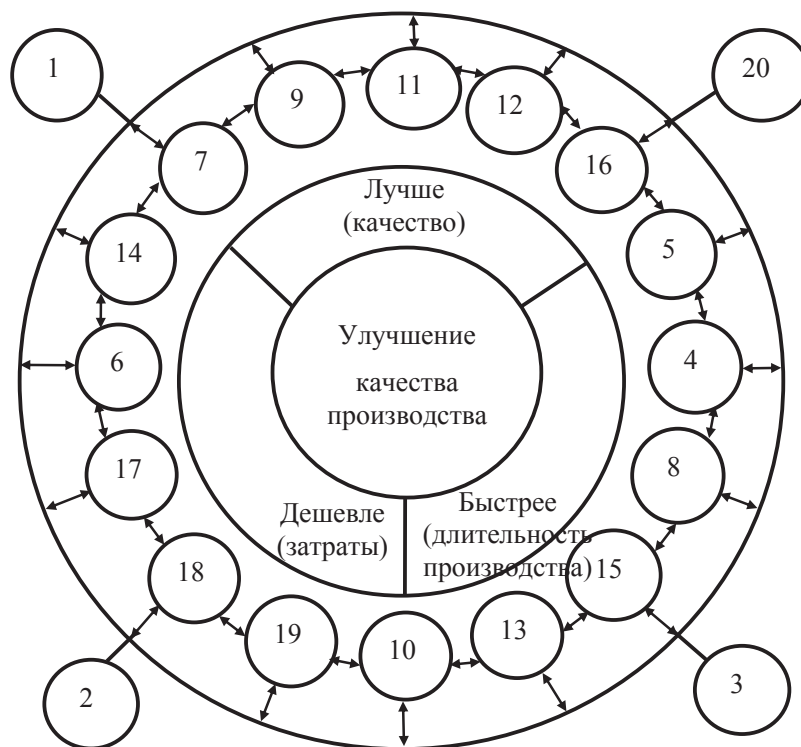 1
20
11
9
12
7
16
14
5
6
4
17
8
18
15
19
10
13
2
3
Лучше
(качество)
Улучшение
качества
производства
Дешевле
(затраты)
Быстрее
(длительность
производства)